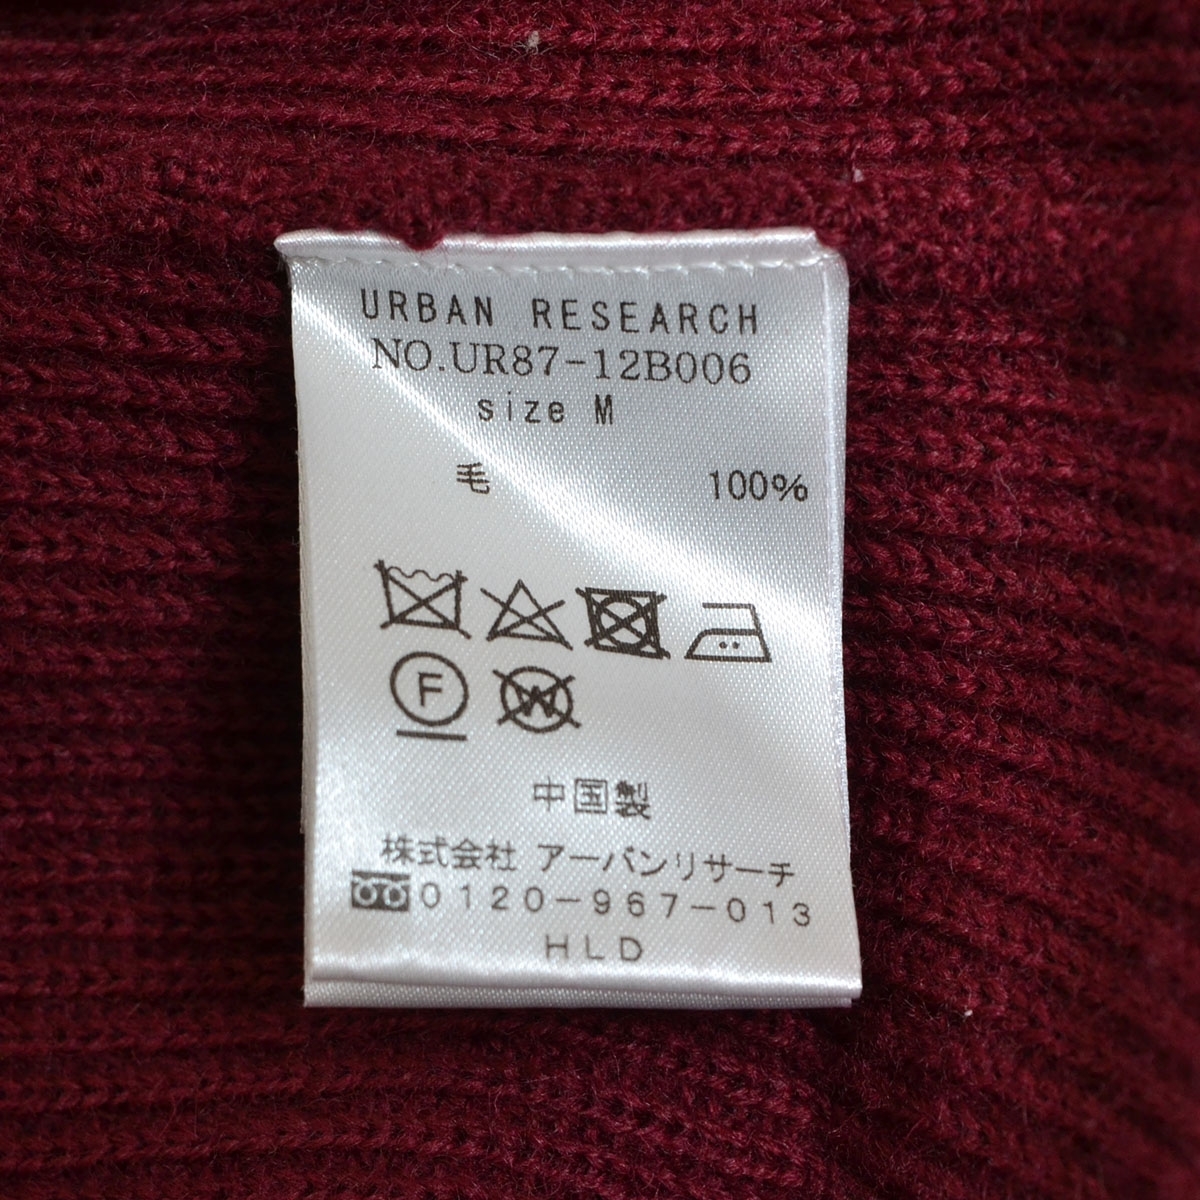 URBAN RESEARCH
NO.UR87-12B006
size M
毛 100%
F W
中国製
株式会社 アーバンリサーチ
0120-967-013
HLD